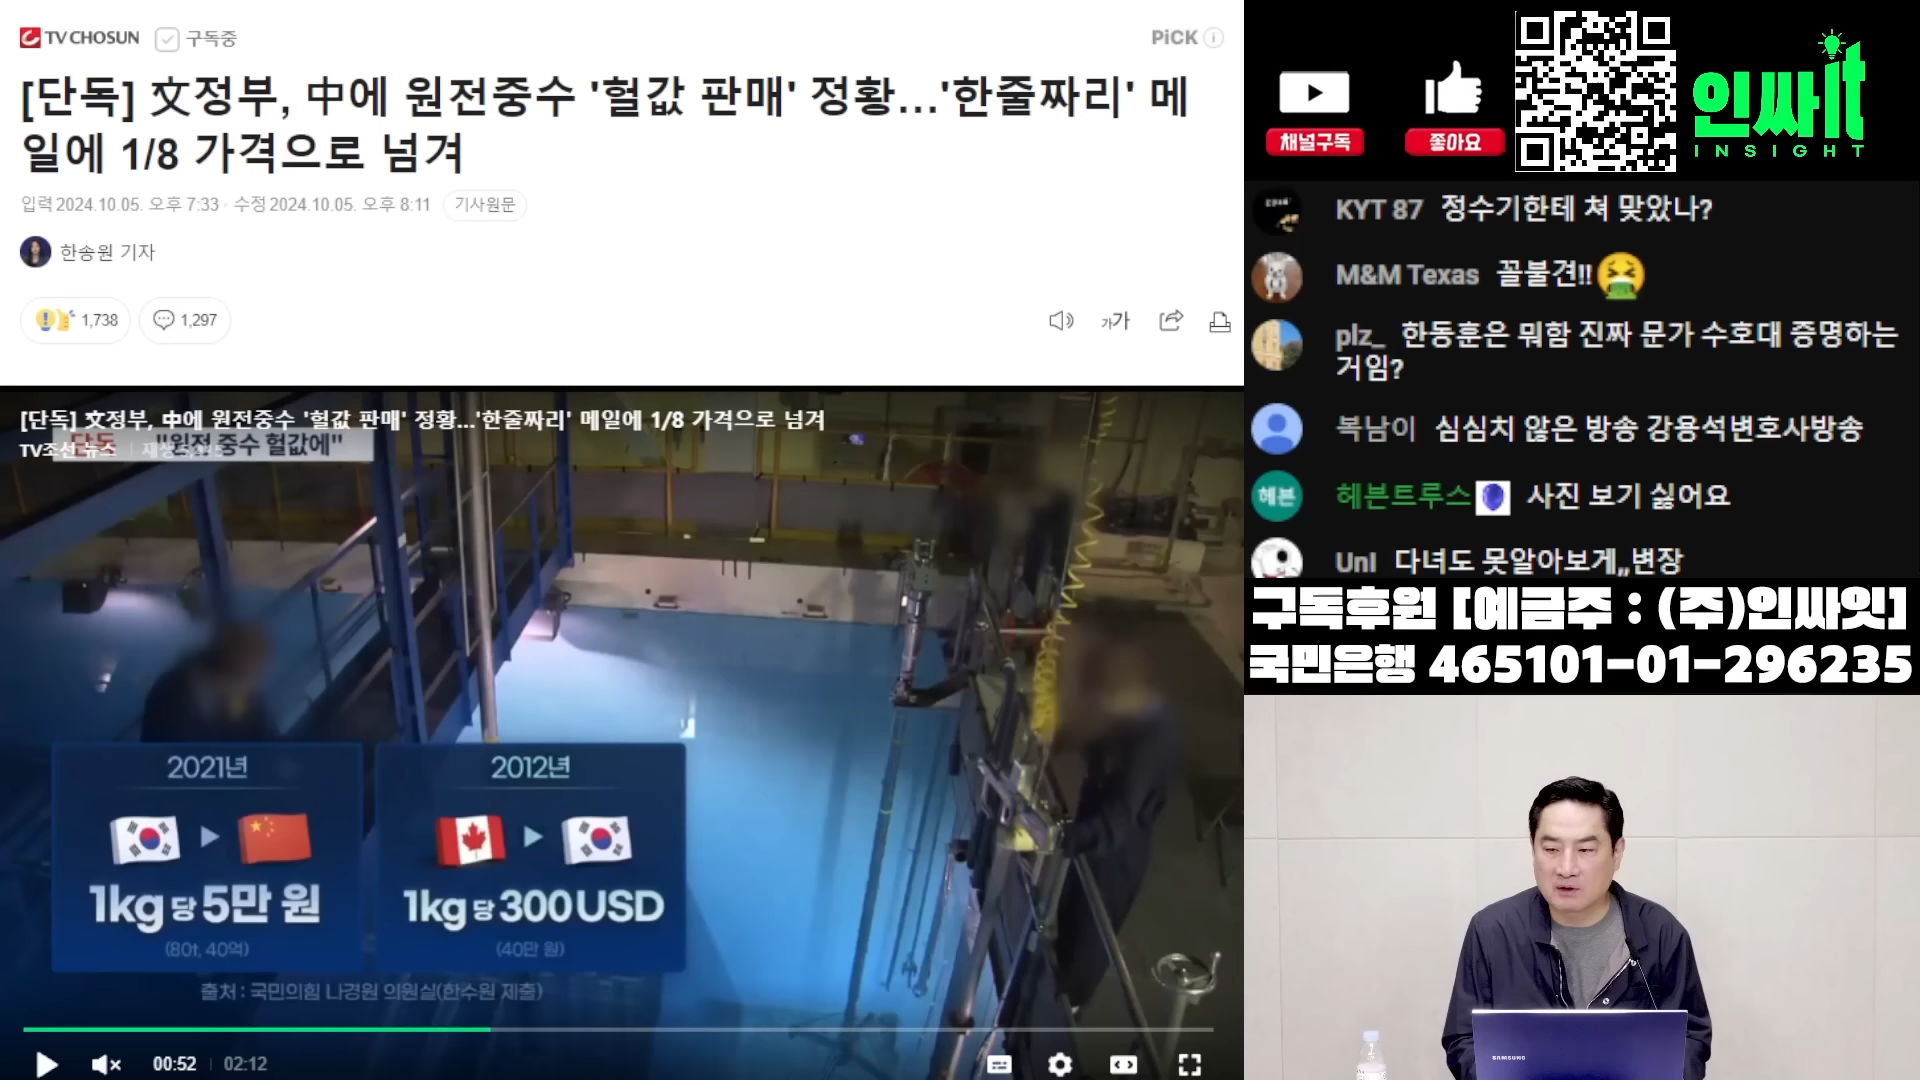 TV CHOSUN 구독중
PiCK
[단독] 文정부, 中에 원전중수 '헐값 판매' 정황…'한줄짜리' 메
일에 1/8 가격으로 넘겨
입력 2024.10.05. 오후 7:33 · 수정 2024.10.05. 오후 8:11 기사원문
한송원 기자
1,738 1,297
가가
[단독] 文정부, 中에 원전중수 '헐값 판매' 정황...'한줄짜리' 메일에 1/8 가격으로 넘겨
단독 "원전 중수 헐값에"
TV조선 뉴스
2021년
1kg 당 5만 원
(80t, 40억)
2012년
1kg 당 300 USD
(40만 원)
출처 : 국민의힘 나경원 의원실(한수원 제출)
00:52 02:12
채널구독
좋아요
인싸it
INSIGHT
KYT 87 정수기한테 쳐 맞았나?
M&M Texas 꼴불견!!
plz_ 한동훈은 뭐함 진짜 문가 수호대 증명하는
거임?
복남이 심심치 않은 방송 강용석변호사방송
헤븐 헤븐트루스 사진 보기 싫어요
Unl 다녀도 못알아보게,,변장
구독후원 [예금주 : (주)인싸잇]
국민은행 465101-01-296235
SAMSUNG